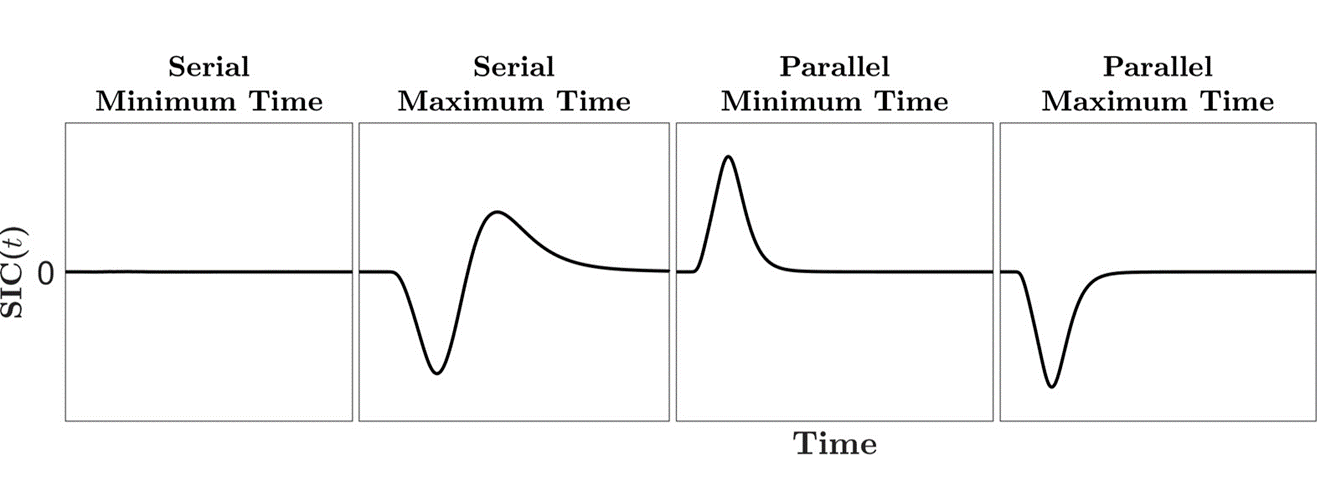 Serial
Minimum Time
Serial
Maximum Time
Parallel
Minimum Time
Parallel
Maximum Time
SIC(t)
0
Time